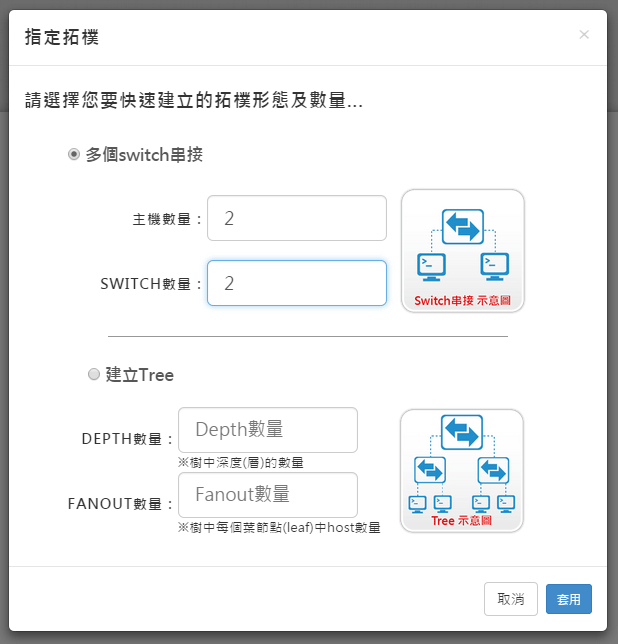 指定拓樸
×
請選擇您要快速建立的拓樸形態及數量...
多個switch串接
主機數量：
2
SWITCH數量：
2
Switch串接 示意圖
建立Tree
DEPTH數量：
Depth數量
※樹中深度(層)的數量
FANOUT數量：
Fanout數量
※樹中每個葉節點(leaf)中host數量
Tree 示意圖
取消
套用